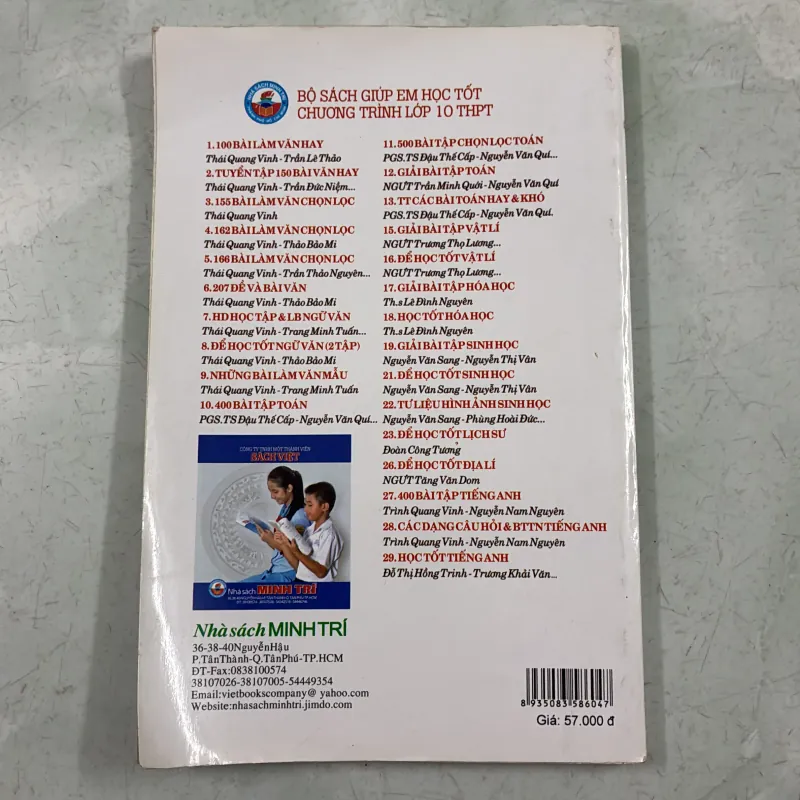 NHÀ SÁCH MINH TRÍ
BỘ SÁCH GIÚP EM HỌC TỐT
CHƯƠNG TRÌNH LỚP 10 THPT
1. 100 BÀI LÀM VĂN HAY
Thái Quang Vinh - Trần Lê Thảo
2. TUYỂN TẬP 150 BÀI VĂN HAY
Thái Quang Vinh - Trần Đức Niệm...
3. 155 BÀI LÀM VĂN CHỌN LỌC
Thái Quang Vinh
4. 162 BÀI LÀM VĂN CHỌN LỌC
Thái Quang Vinh - Thảo Bảo Mi
5. 166 BÀI LÀM VĂN CHỌN LỌC
Thái Quang Vinh - Trần Thảo Nguyên...
6. 207 ĐỀ VÀ BÀI VĂN
Thái Quang Vinh - Thảo Bảo Mi
7. HD HỌC TẬP & LB NGỮ VĂN
Thái Quang Vinh - Trang Minh Tuấn...
8. ĐỂ HỌC TỐT NGỮ VĂN (2 TẬP)
Thái Quang Vinh - Thảo Bảo Mi
9. NHỮNG BÀI LÀM VĂN MẪU
Thái Quang Vinh - Trang Minh Tuấn
10. 400 BÀI TẬP TOÁN
PGS.TS Đậu Thế Cấp - Nguyễn Văn Quí...
11. 500 BÀI TẬP CHỌN LỌC TOÁN
PGS.TS Đậu Thế Cấp - Nguyễn Văn Quí...
12. GIẢI BÀI TẬP TOÁN
NGƯT Trần Minh Quới - Nguyễn Văn Quí
13. TT CÁC BÀI TOÁN HAY & KHÓ
PGS.TS Đậu Thế Cấp - Nguyễn Văn Quí.
15. GIẢI BÀI TẬP VẬT LÍ
NGƯT Trương Thọ Lương...
16. ĐỂ HỌC TỐT VẬT LÍ
NGƯT Trương Thọ Lương...
17. GIẢI BÀI TẬP HÓA HỌC
Th.s Lê Đình Nguyên
18. HỌC TỐT HÓA HỌC
Th.s Lê Đình Nguyên
19. GIẢI BÀI TẬP SINH HỌC
Nguyễn Văn Sang - Nguyễn Thị Vân
21. ĐỂ HỌC TỐT SINH HỌC
Nguyễn Văn Sang - Nguyễn Thị Vân
22. TƯ LIỆU HÌNH ẢNH SINH HỌC
Nguyễn Văn Sang - Phùng Hoài Đức...
23. ĐỂ HỌC TỐT LỊCH SƯ
Đoàn Công Tưởng
26. ĐỂ HỌC TỐT ĐỊA LÍ
NGƯT Tăng Văn Dom
27. 400 BÀI TẬP TIẾNG ANH
Trình Quang Vinh - Nguyễn Nam Nguyên
28. CÁC DẠNG CÂU HỎI & BTTN TIẾNG ANH
Trình Quang Vinh - Nguyễn Nam Nguyên
29. HỌC TỐT TIẾNG ANH
Đỗ Thị Hồng Trinh - Trương Khải Văn...
CÔNG TY TNHH MỘT THÀNH VIÊN
SÁCH VIỆT
Nhà sách MINH TRÍ
Nhà sách MINH TRÍ
36-38-40 Nguyễn Hậu
P.Tân Thành-Q.Tân Phú-TP.HCM
ĐT-Fax:0838100574
38107026-38107005-54449354
Email:vietbookscompany@ yahoo.com
Website:nhasachminhtri.jimdo.com
8 935083 586047
Giá: 57.000 đ